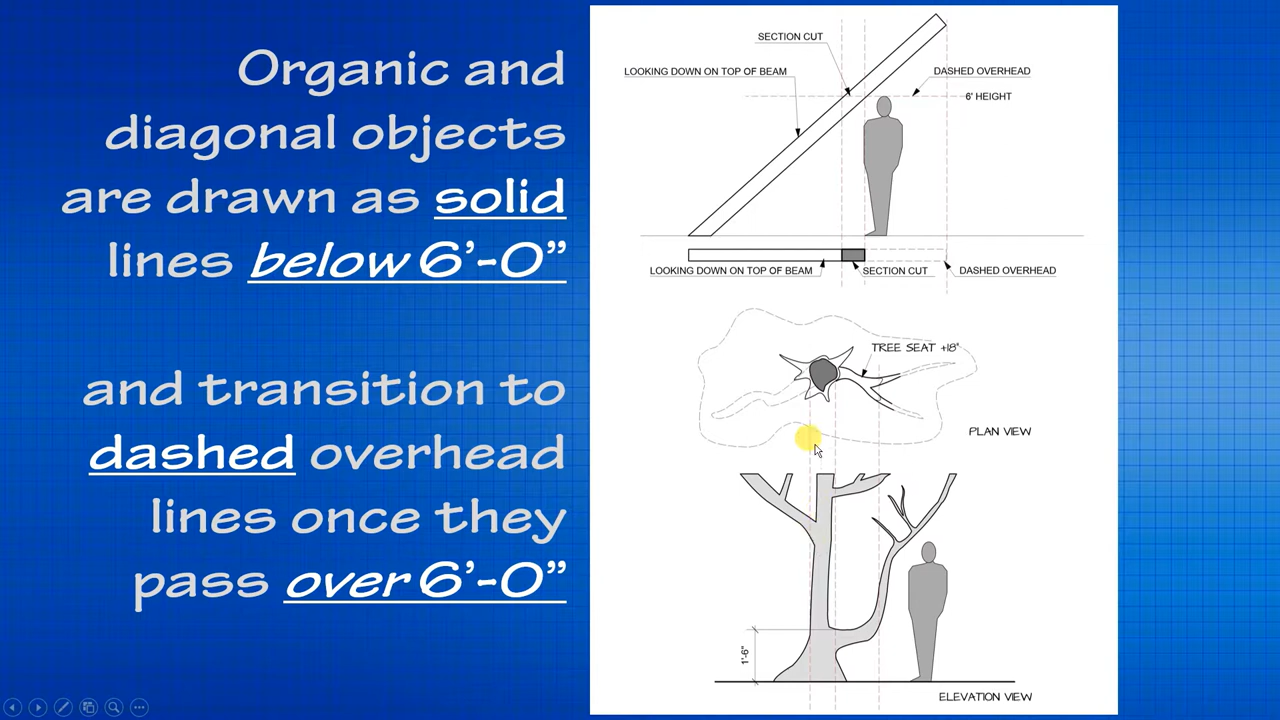 Organic and
diagonal objects
are drawn as solid
lines below 6'-0"
and transition to
dashed overhead
lines once they
pass over 6'-0"
SECTION CUT
LOOKING DOWN ON TOP OF BEAM
DASHED OVERHEAD
6' HEIGHT
LOOKING DOWN ON TOP OF BEAM
SECTION CUT
DASHED OVERHEAD
TREE SEAT +18"
PLAN VIEW
1'-6"
ELEVATION VIEW